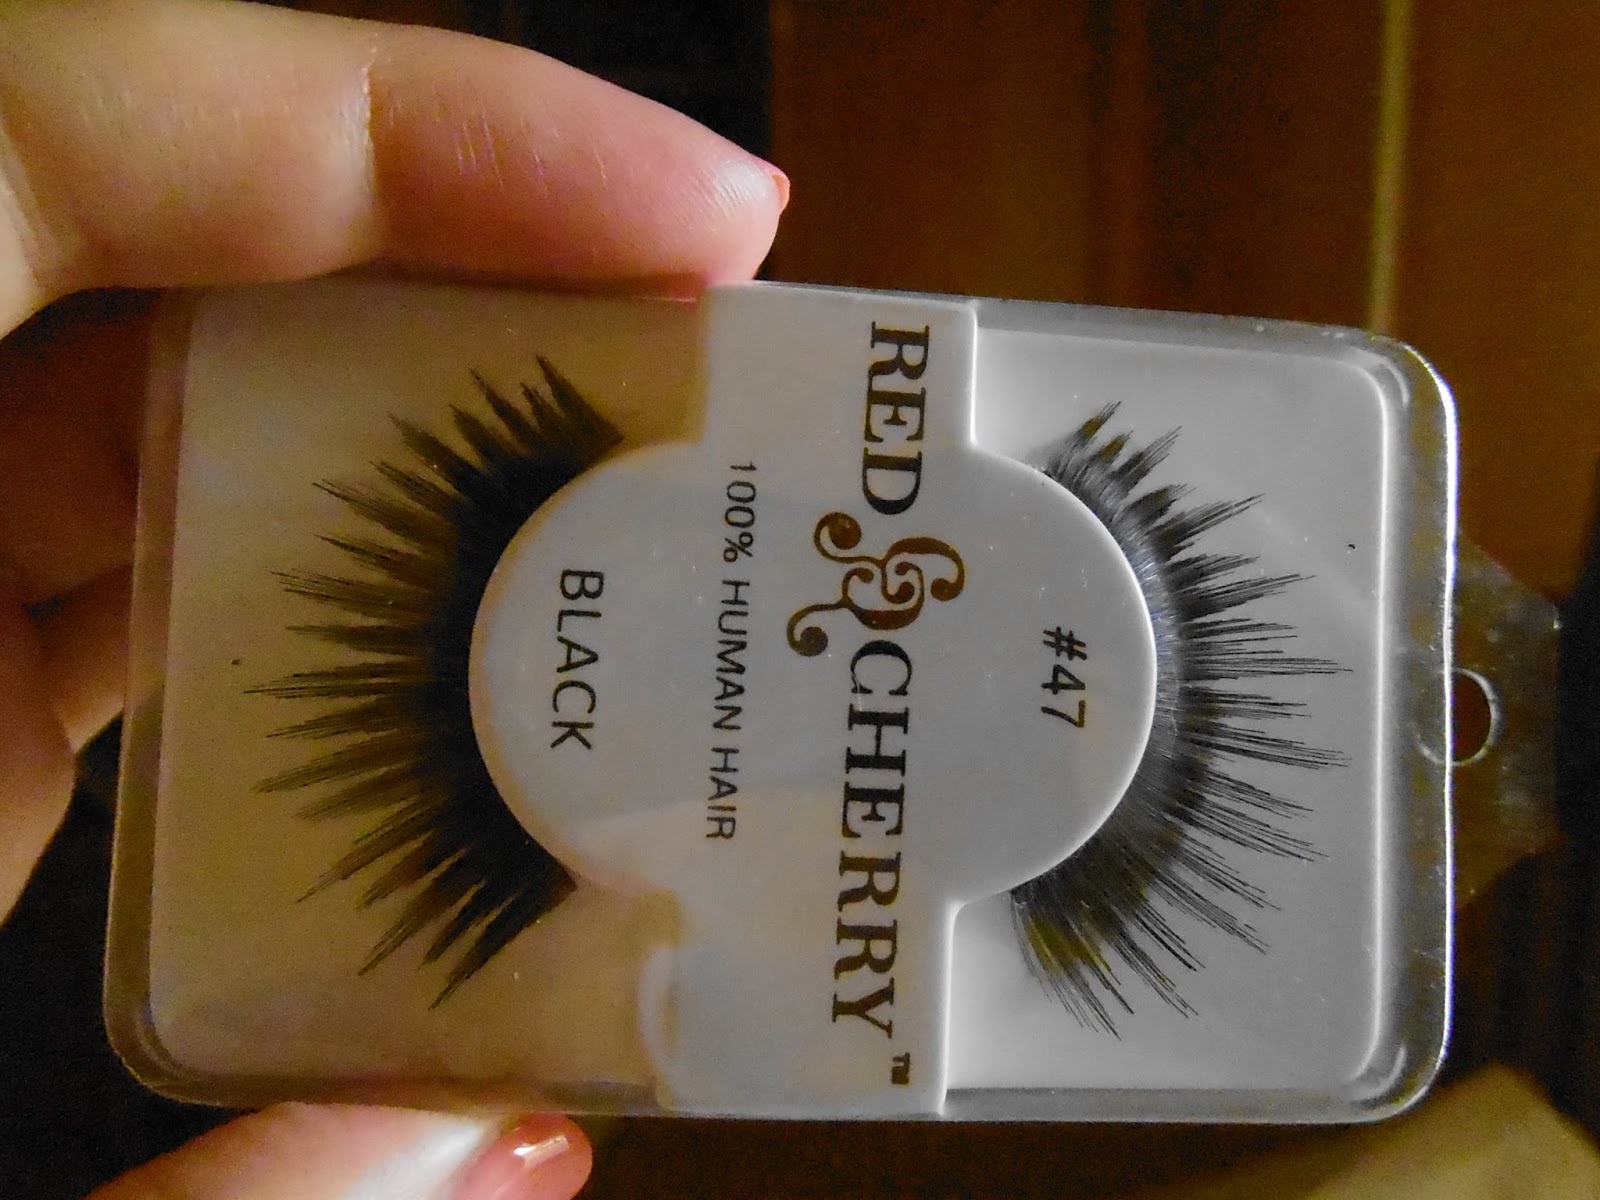 #47
RED CHERRY™
100% HUMAN HAIR
BLACK